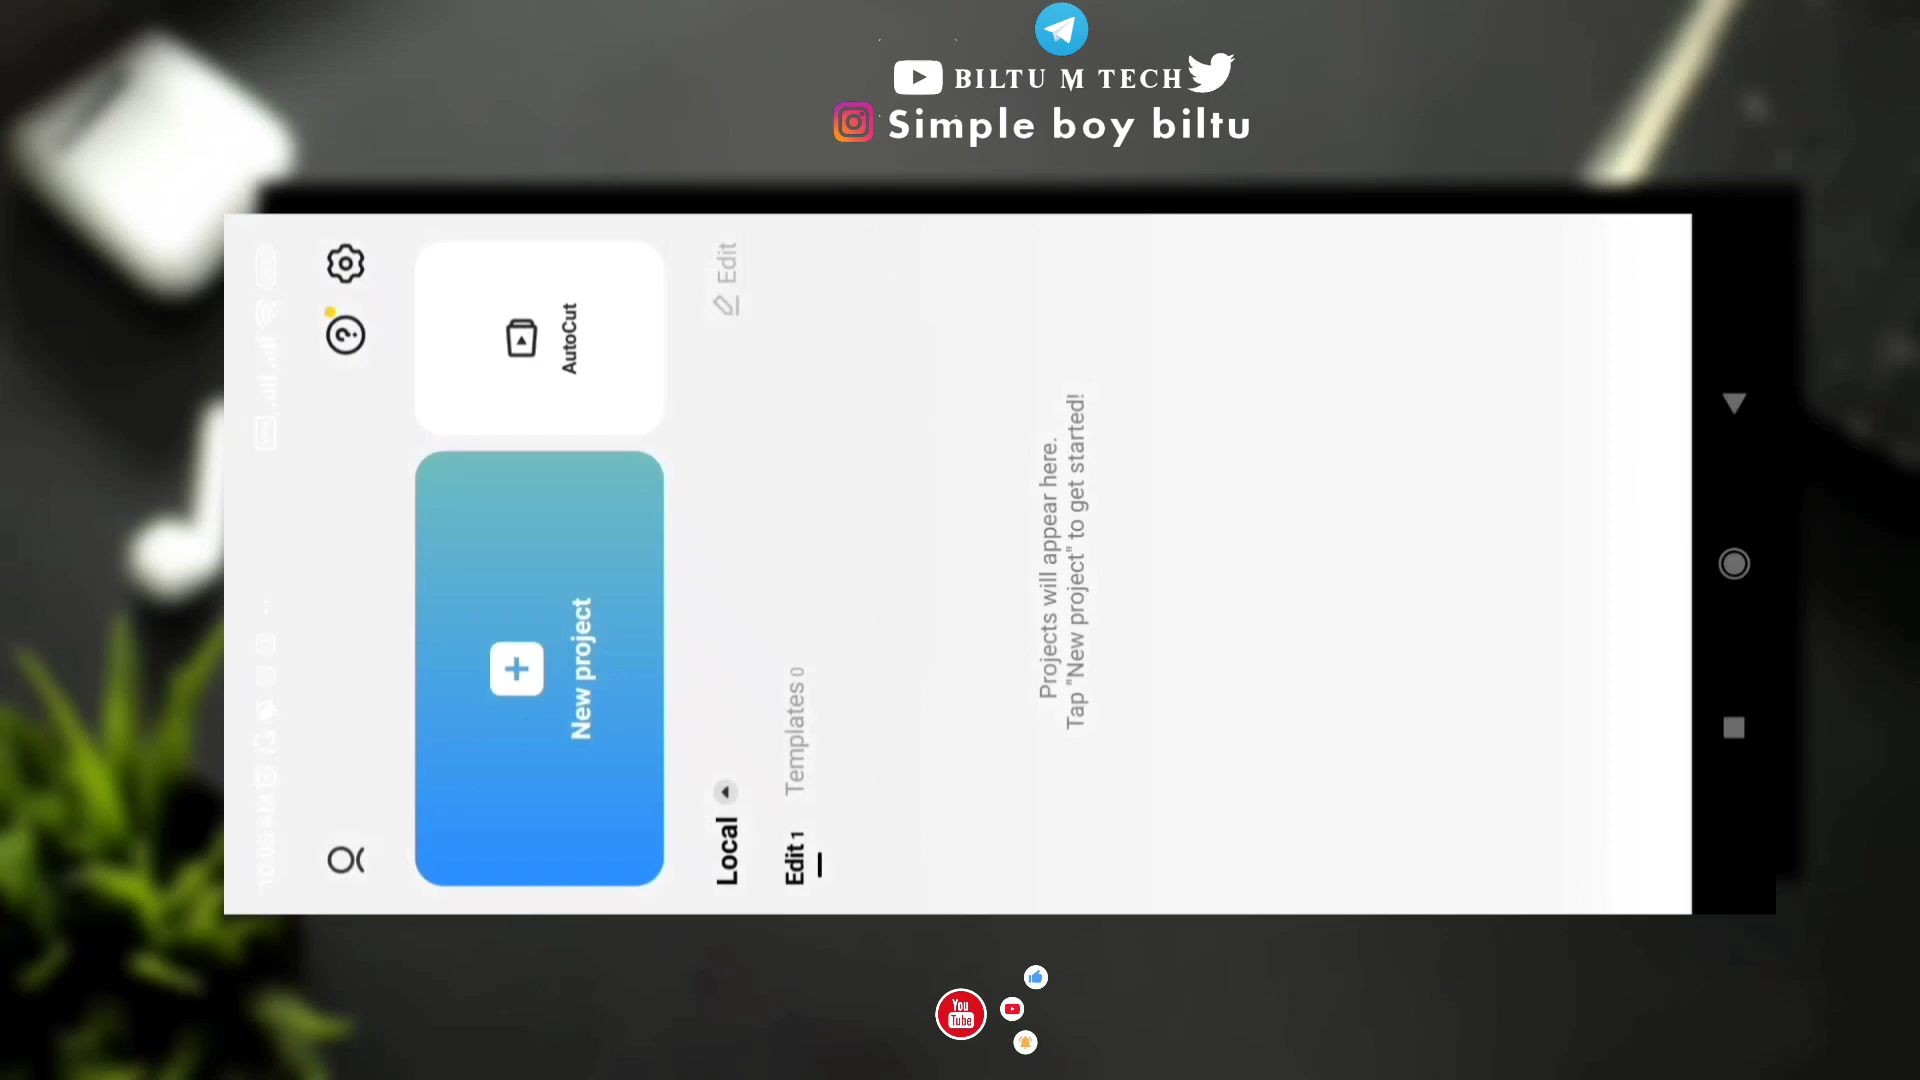 BILTU M TECH
Simple boy biltu
AutoCut
New project
Local
Edit
Edit 1
Templates 0
Projects will appear here.
Tap "New project" to get started!
You
Tube